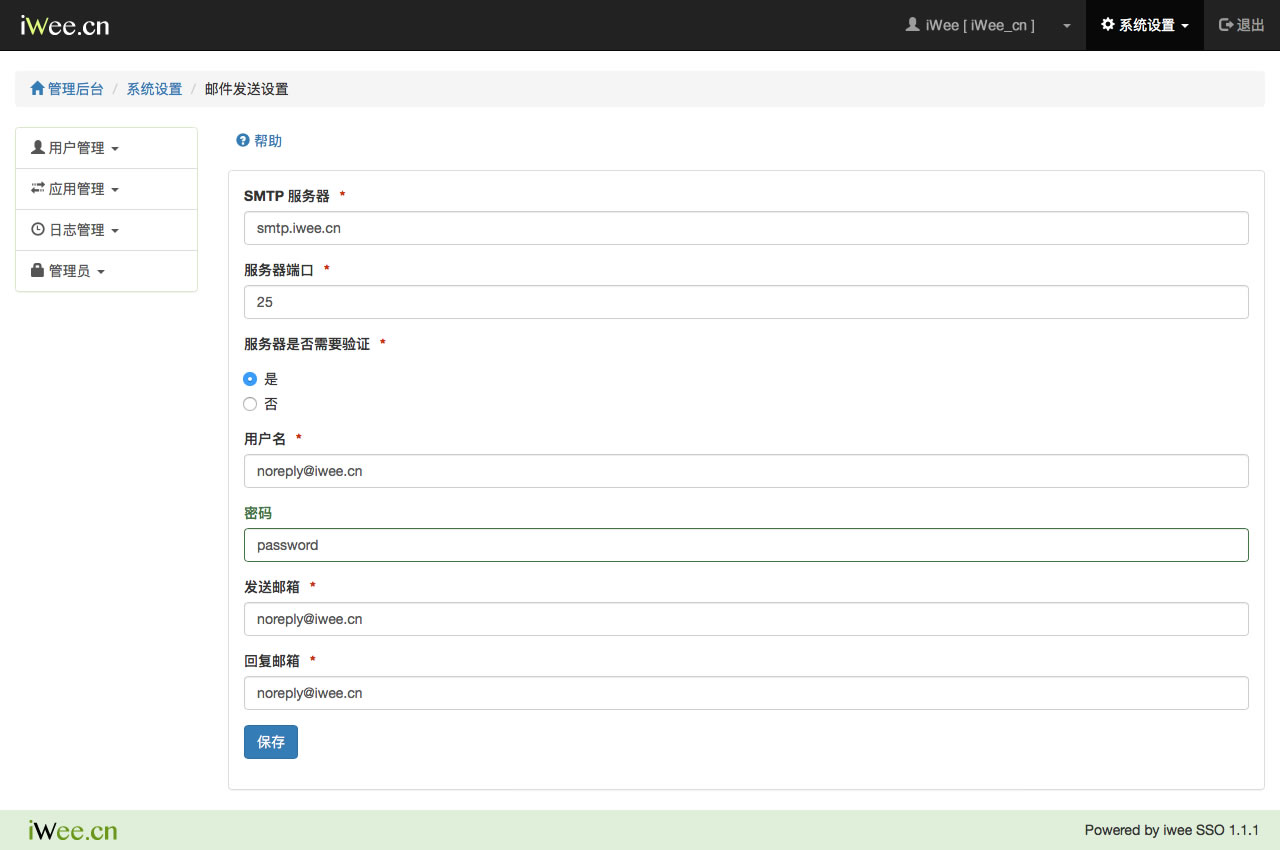 iWee.cn
iWee [ iWee_cn ] 系统设置 退出
管理后台 / 系统设置 / 邮件发送设置
用户管理
应用管理
日志管理
管理员
帮助
SMTP 服务器 *
smtp.iwee.cn
服务器端口 *
25
服务器是否需要验证 *
是
否
用户名 *
noreply@iwee.cn
密码
password
发送邮箱 *
noreply@iwee.cn
回复邮箱 *
noreply@iwee.cn
保存
iWee.cn
Powered by iwee SSO 1.1.1